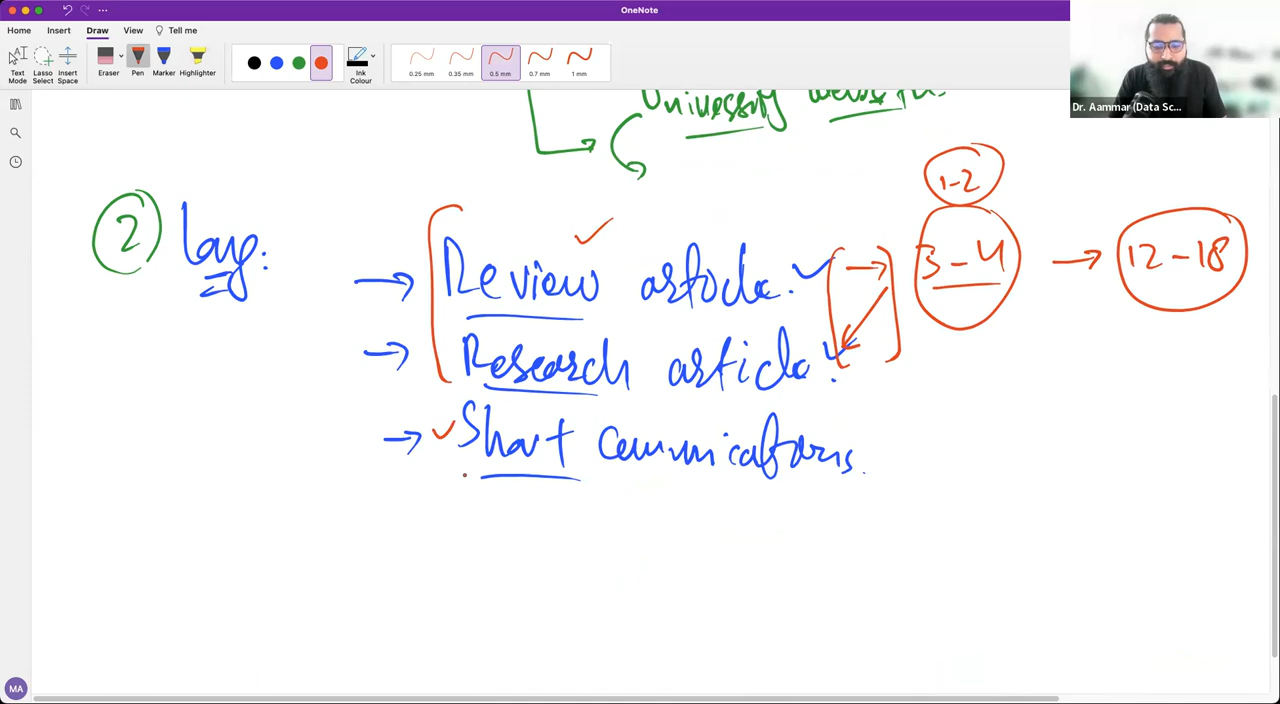 OneNote
Home Insert Draw View Tell me
Text Mode Lasso Select Insert Space Eraser Pen Marker Highlighter 0.25 mm 0.35 mm 0.5 mm 0.7 mm 1 mm Ink Colour
Dr. Aammar (Data Sc...
University
1-2
2
→ Review article. → 3-4 → 12-18
→ Research article.
→ Short communications.
MA